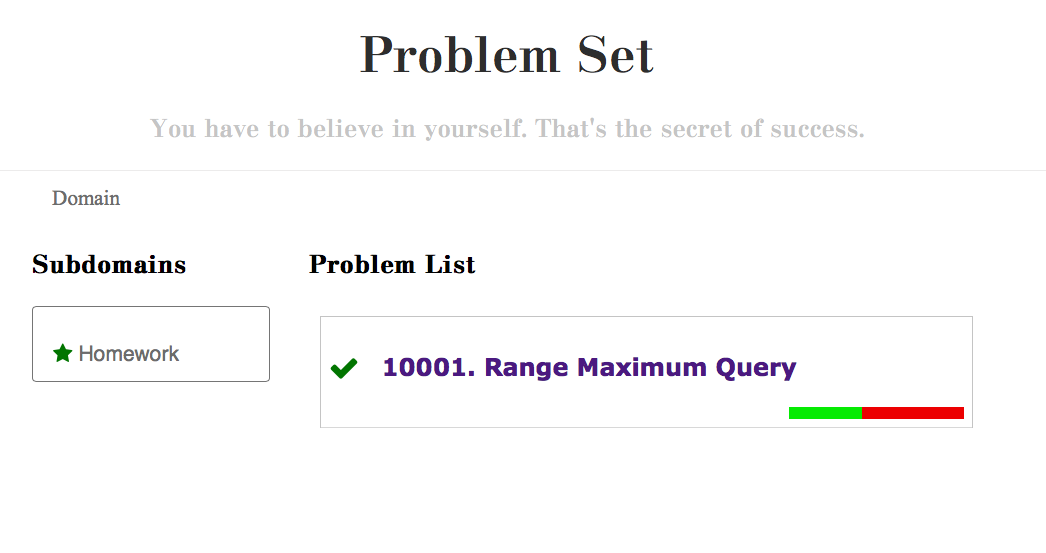 Problem Set
You have to believe in yourself. That's the secret of success.
Domain
Subdomains
Problem List
Homework
10001. Range Maximum Query